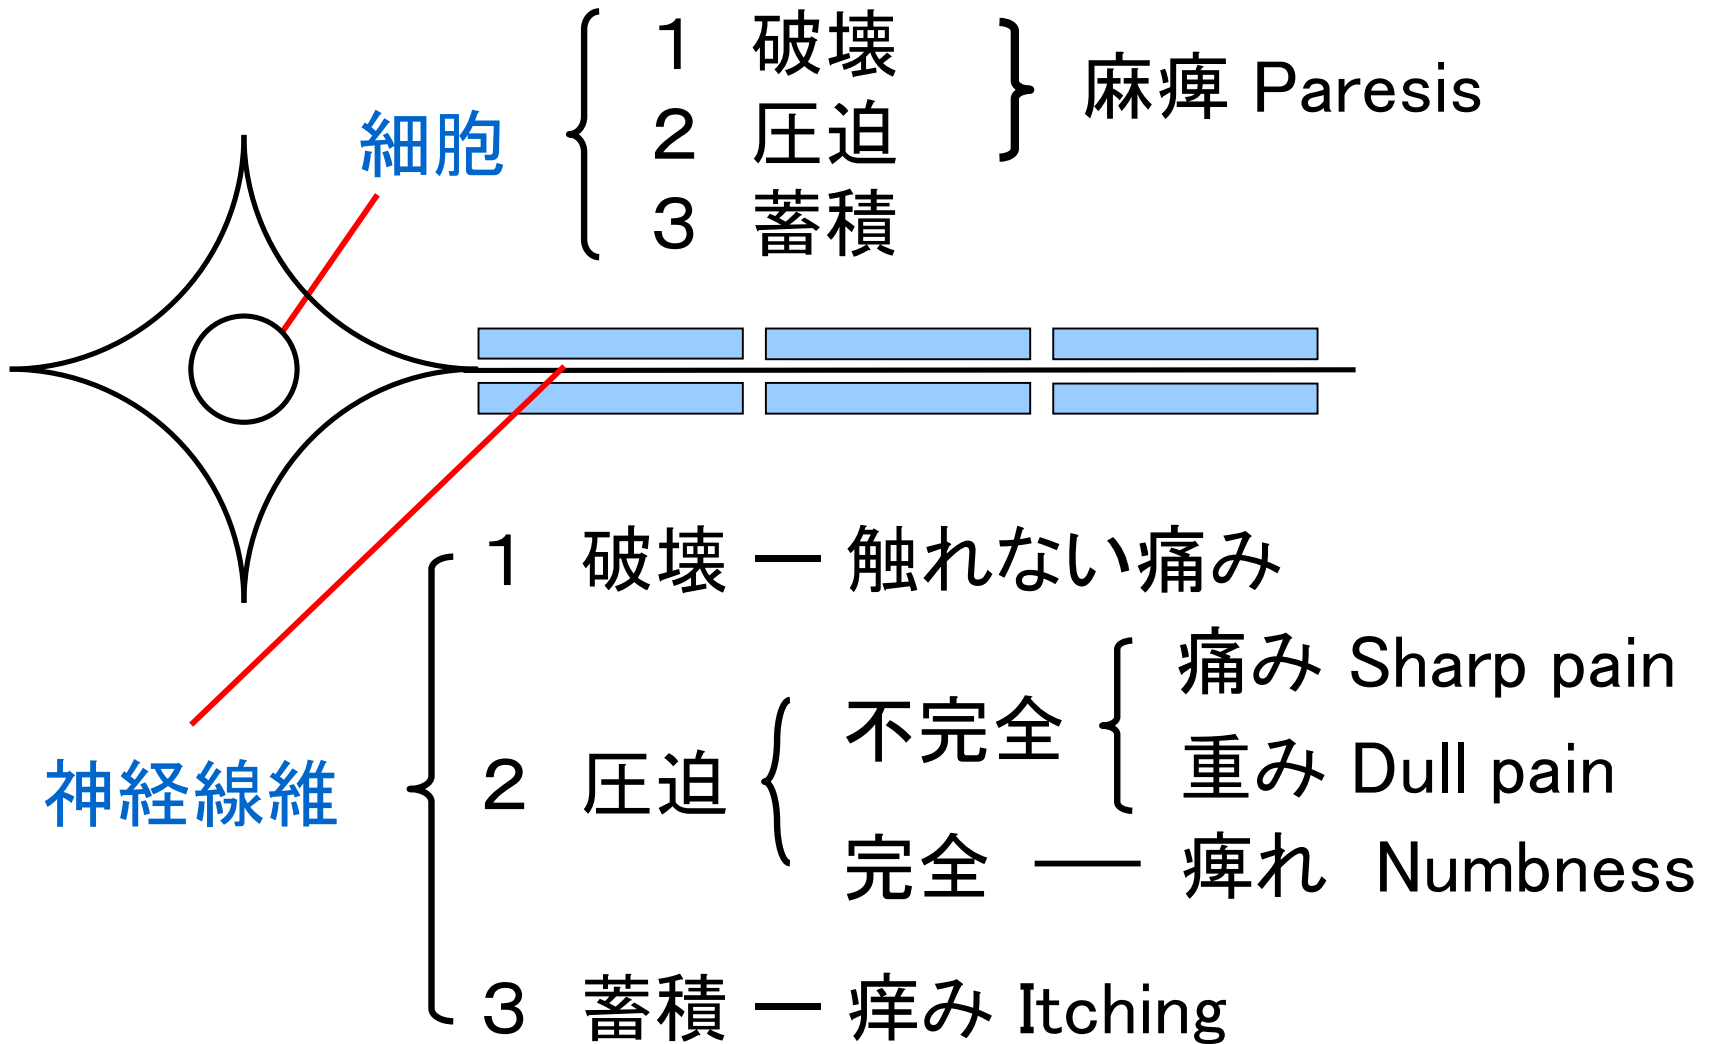 細胞
1 破壊
2 圧迫
3 蓄積
麻痺 Paresis
神経線維
1 破壊 ― 触れない痛み
2 圧迫
不完全
痛み Sharp pain
重み Dull pain
完全 ― 痺れ Numbness
3 蓄積 ― 痒み Itching